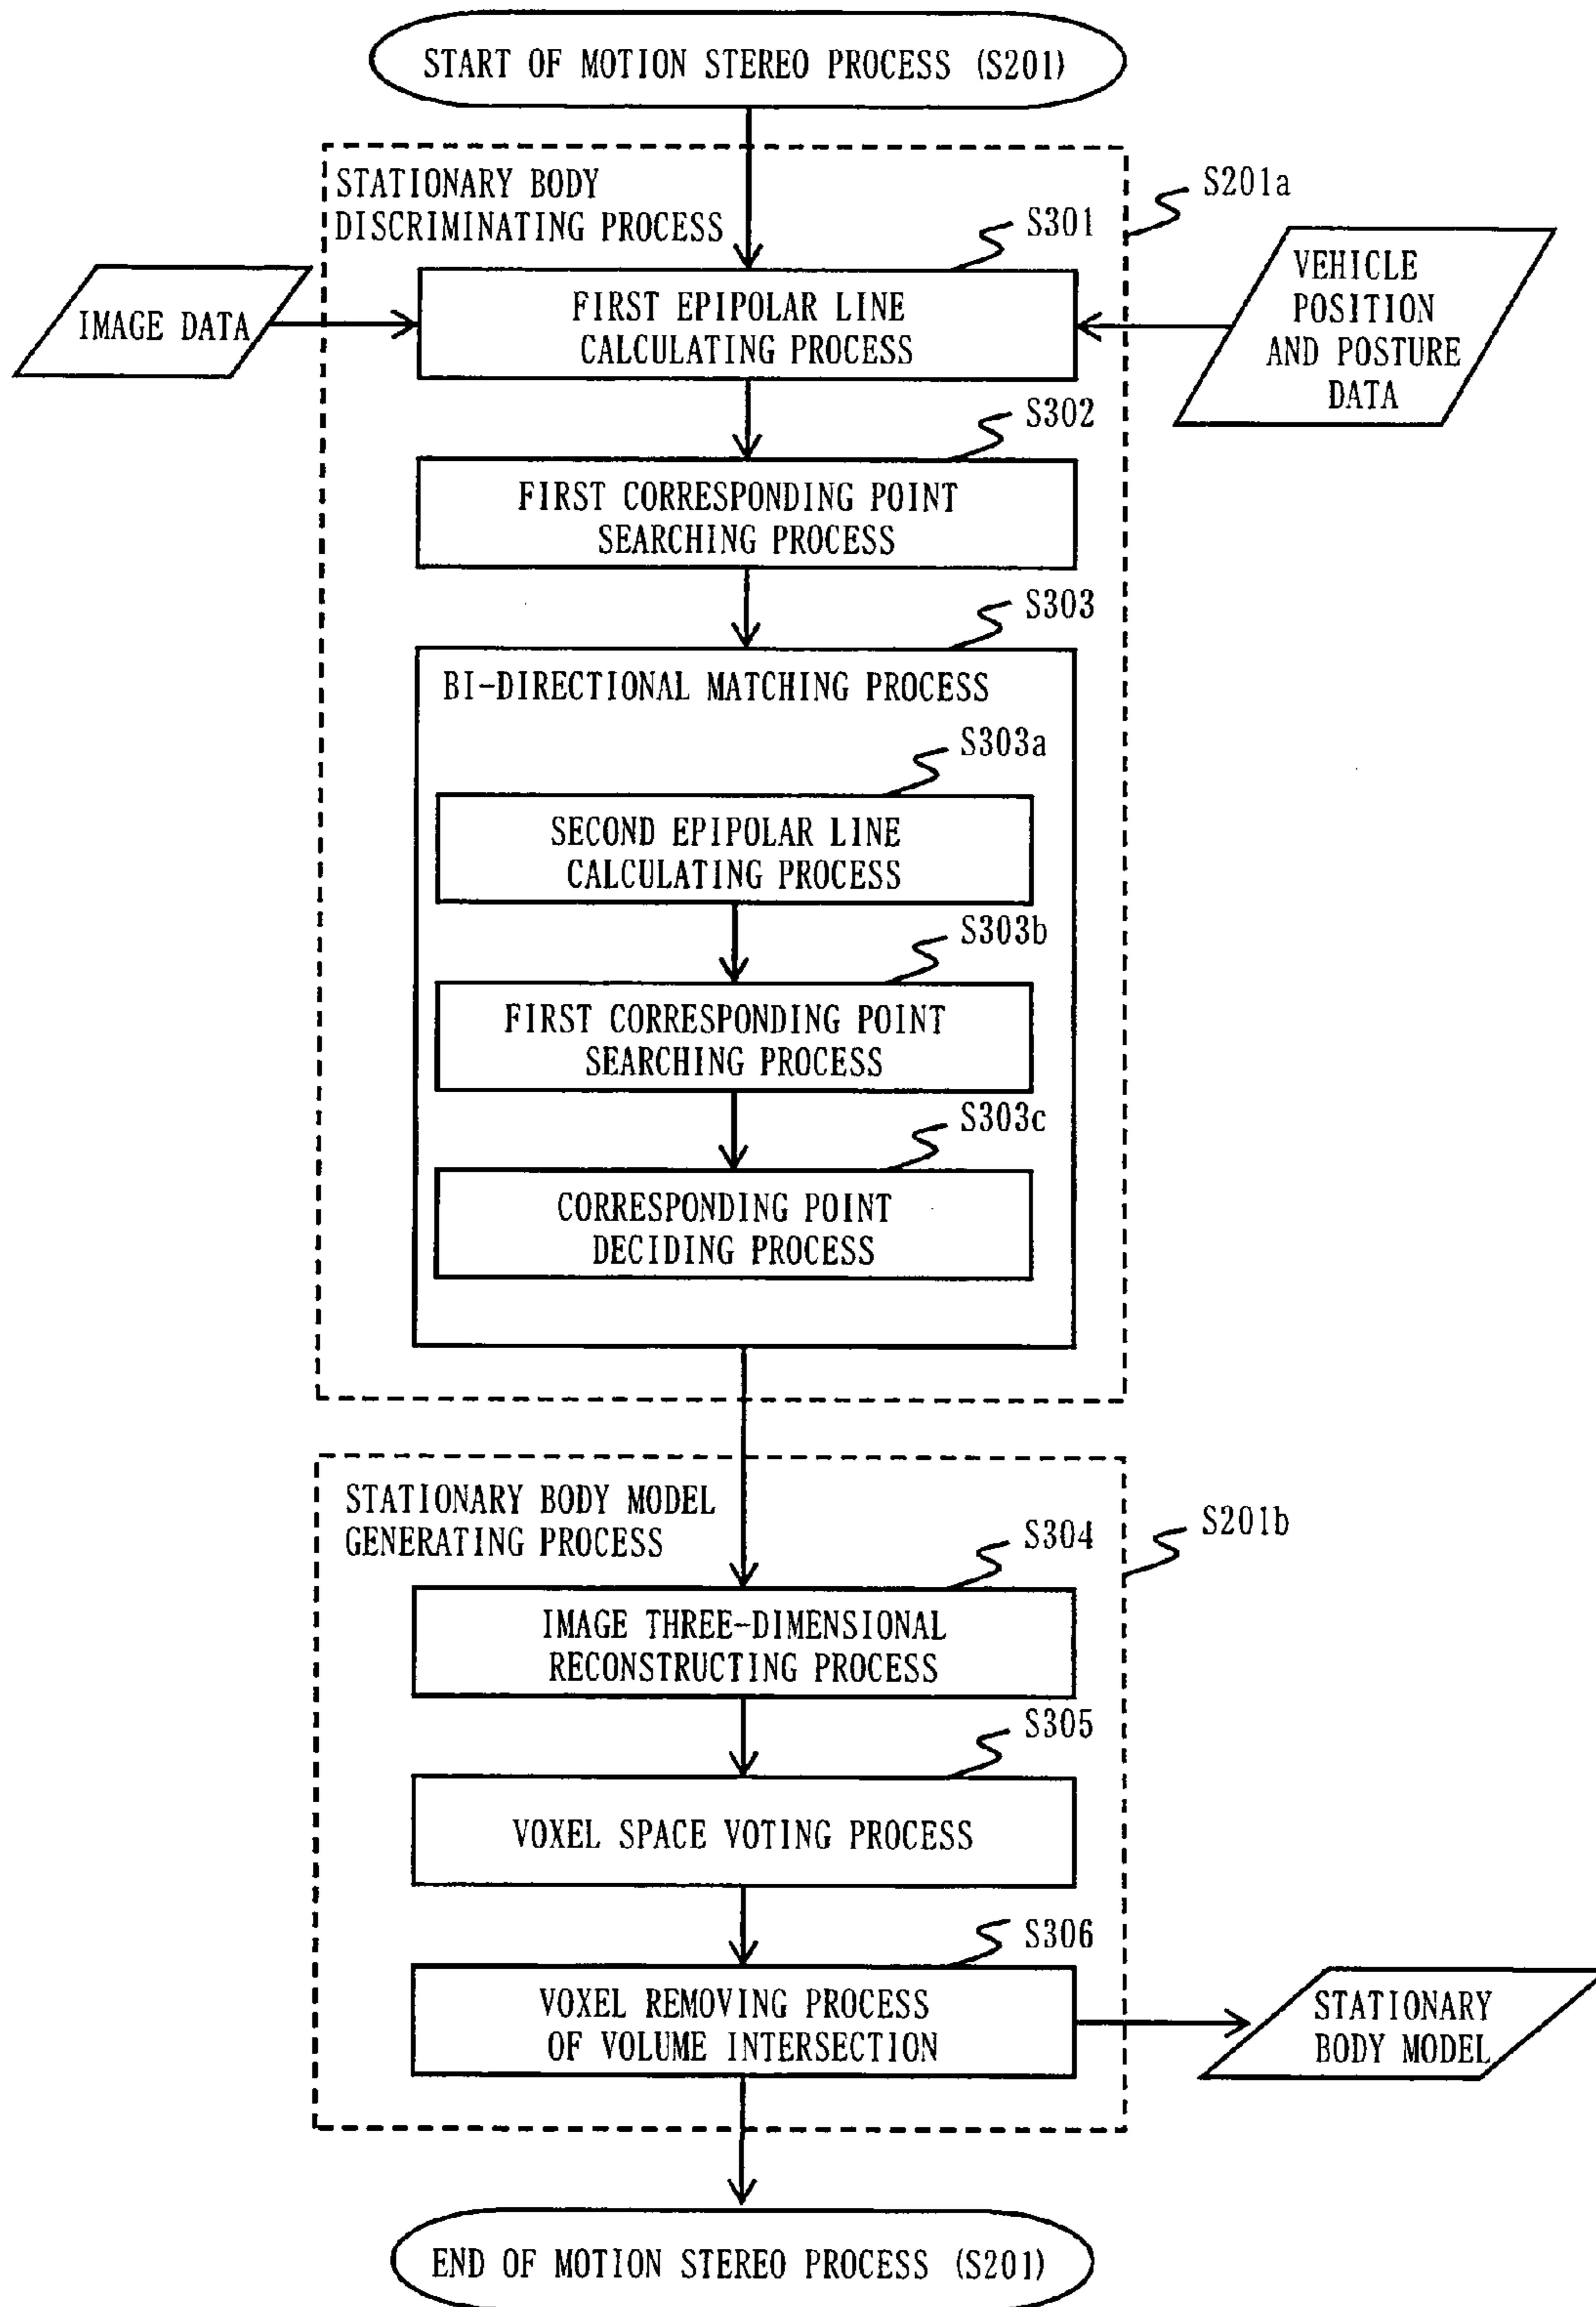 START OF MOTION STEREO PROCESS (S201)
STATIONARY BODY
DISCRIMINATING PROCESS
S201a
S301
IMAGE DATA
FIRST EPIPOLAR LINE
CALCULATING PROCESS
VEHICLE
POSITION
AND POSTURE
DATA
S302
FIRST CORRESPONDING POINT
SEARCHING PROCESS
S303
BI-DIRECTIONAL MATCHING PROCESS
S303a
SECOND EPIPOLAR LINE
CALCULATING PROCESS
S303b
FIRST CORRESPONDING POINT
SEARCHING PROCESS
S303c
CORRESPONDING POINT
DECIDING PROCESS
STATIONARY BODY MODEL
GENERATING PROCESS
S201b
S304
IMAGE THREE-DIMENSIONAL
RECONSTRUCTING PROCESS
S305
VOXEL SPACE VOTING PROCESS
S306
VOXEL REMOVING PROCESS
OF VOLUME INTERSECTION
STATIONARY
BODY MODEL
END OF MOTION STEREO PROCESS (S201)